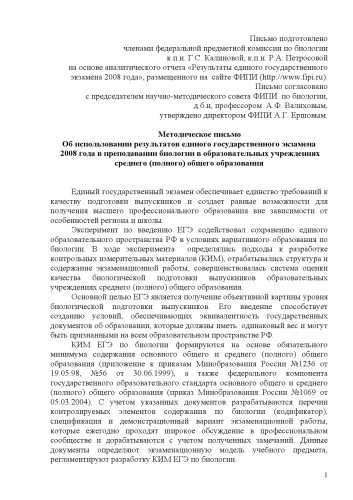 Письмо подготовлено
членами федеральной предметной комиссии по биологии
к.п.н. Г.С. Калиновой, к.п.н. Р.А. Петросовой
на основе аналитического отчета «Результаты единого государственного
экзамена 2008 года», размещенного на сайте ФИПИ (http://www.fipi.ru).
Письмо согласовано
с председателем научно-методического совета ФИПИ по биологии,
д.б.н, профессором А.Ф. Валиховым,
утверждено директором ФИПИ А.Г. Ершовым.
Методическое письмо
Об использовании результатов единого государственного экзамена
2008 года в преподавании биологии в образовательных учреждениях
среднего (полного) общего образования
Единый государственный экзамен обеспечивает единство требований к
качеству подготовки выпускников и создает равные возможности для
получения высшего профессионального образования вне зависимости от
особенностей региона и школы.
Эксперимент по введению ЕГЭ содействовал сохранению единого
образовательного пространства РФ в условиях вариативного образования по
биологии. В ходе эксперимента определялись подходы к разработке
контрольных измерительных материалов (КИМ), отрабатывались структура и
содержание экзаменационной работы, совершенствовалась система оценки
качества биологической подготовки выпускников образовательных
учреждениях среднего (полного) общего образования.
Основной целью ЕГЭ является получение объективной картины уровня
биологической подготовки выпускников. Его введение способствует
созданию условий, обеспечивающих эквивалентность государственных
документов об образовании, которые должны иметь одинаковый вес и могут
быть признанными на всем образовательном пространстве РФ.
КИМ ЕГЭ по биологии формируются на основе обязательного
минимума содержания основного общего и среднего (полного) общего
образования (приложение к приказам Минобразования России №1236 от
19.05.98, №56 от 30.06.1999), а также федерального компонента
государственного образовательного стандарта основного общего и среднего
(полного) общего образования (приказ Минобразования России №1069 от
05.03.2004). С учетом указанных документов разрабатываются перечни
контролируемых элементов содержания по биологии (кодификатор),
спецификация и демонстрационный вариант экзаменационной работы,
которые ежегодно проходят широкое обсуждение в профессиональном
сообществе и дорабатываются с учетом полученных замечаний. Данные
документы определяют экзаменационную модель учебного предмета,
регламентируют разработку КИМ ЕГЭ по биологии.
1